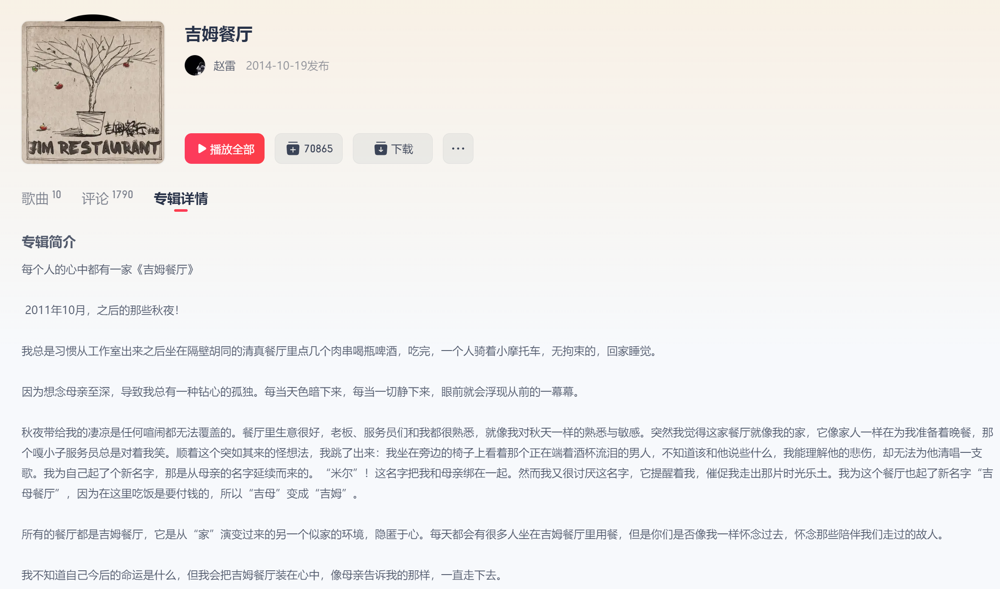 吉姆餐厅
赵雷 2014-10-19发布
吉姆餐厅 赵雷
JIM RESTAURANT
播放全部 70865 下载 ...
歌曲 10 评论 1790 专辑详情
专辑简介
每个人的心中都有一家《吉姆餐厅》
2011年10月，之后的那些秋夜！
我总是习惯从工作室出来之后坐在隔壁胡同的清真餐厅里点几个肉串喝瓶啤酒，吃完，一个人骑着小摩托车，无拘束的，回家睡觉。
因为想念母亲至深，导致我总有一种钻心的孤独。每当天色暗下来，每当一切静下来，眼前就会浮现从前的一幕幕。
秋夜带给我的凄凉是任何喧闹都无法覆盖的。餐厅里生意很好，老板、服务员们和我都很熟悉，就像我对秋天一样的熟悉与敏感。突然我觉得这家餐厅就像我的家，它像家人一样在为我准备着晚餐，那
个嘎小子服务员总是对着我笑。顺着这个突如其来的怪想法，我跳了出来：我坐在旁边的椅子上看着那个正在端着酒杯流泪的男人，不知道该和他说些什么，我能理解他的悲伤，却无法为他清唱一支
歌。我为自己起了个新名字，那是从母亲的名字延续而来的。“米尔”！这名字把我和母亲绑在一起。然而我又很讨厌这名字，它提醒着我，催促我走出那片时光乐土。我为这个餐厅也起了新名字“吉
母餐厅”，因为在这里吃饭是要付钱的，所以“吉母”变成“吉姆”。
所有的餐厅都是吉姆餐厅，它是从“家”演变过来的另一个似家的环境，隐匿于心。每天都会有很多人坐在吉姆餐厅里用餐，但是你们是否像我一样怀念过去，怀念那些陪伴我们走过的故人。
我不知道自己今后的命运是什么，但我会把吉姆餐厅装在心中，像母亲告诉我的那样，一直走下去。